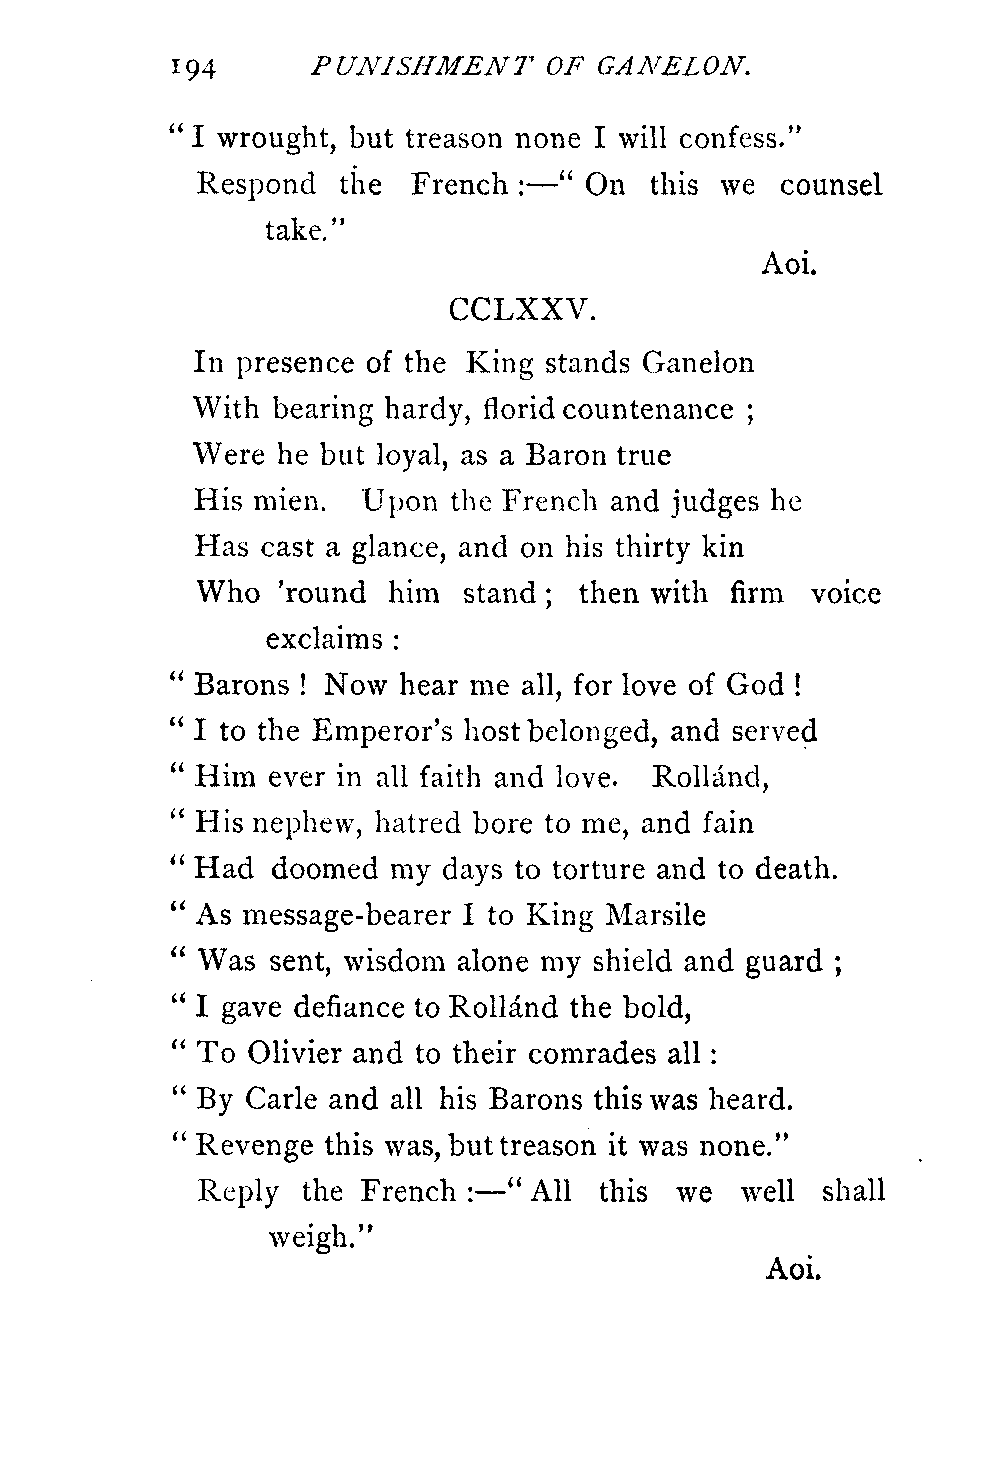 194 PUNISHMENT OF GANELON.
“ I wrought, but treason none I will confess.”
Respond the French :—“ On this we counsel
take.”
Aoi.
CCLXXV.
In presence of the King stands Ganelon
With bearing hardy, florid countenance ;
Were he but loyal, as a Baron true
His mien. Upon the French and judges he
Has cast a glance, and on his thirty kin
Who ’round him stand ; then with firm voice
exclaims :
“ Barons ! Now hear me all, for love of God !
“ I to the Emperor’s host belonged, and served
“ Him ever in all faith and love. Rollánd,
“ His nephew, hatred bore to me, and fain
“ Had doomed my days to torture and to death.
“ As message-bearer I to King Marsile
“ Was sent, wisdom alone my shield and guard ;
“ I gave defiance to Rollánd the bold,
“ To Olivier and to their comrades all :
“ By Carle and all his Barons this was heard.
“ Revenge this was, but treason it was none.”
Reply the French :—“ All this we well shall
weigh.”
Aoi.